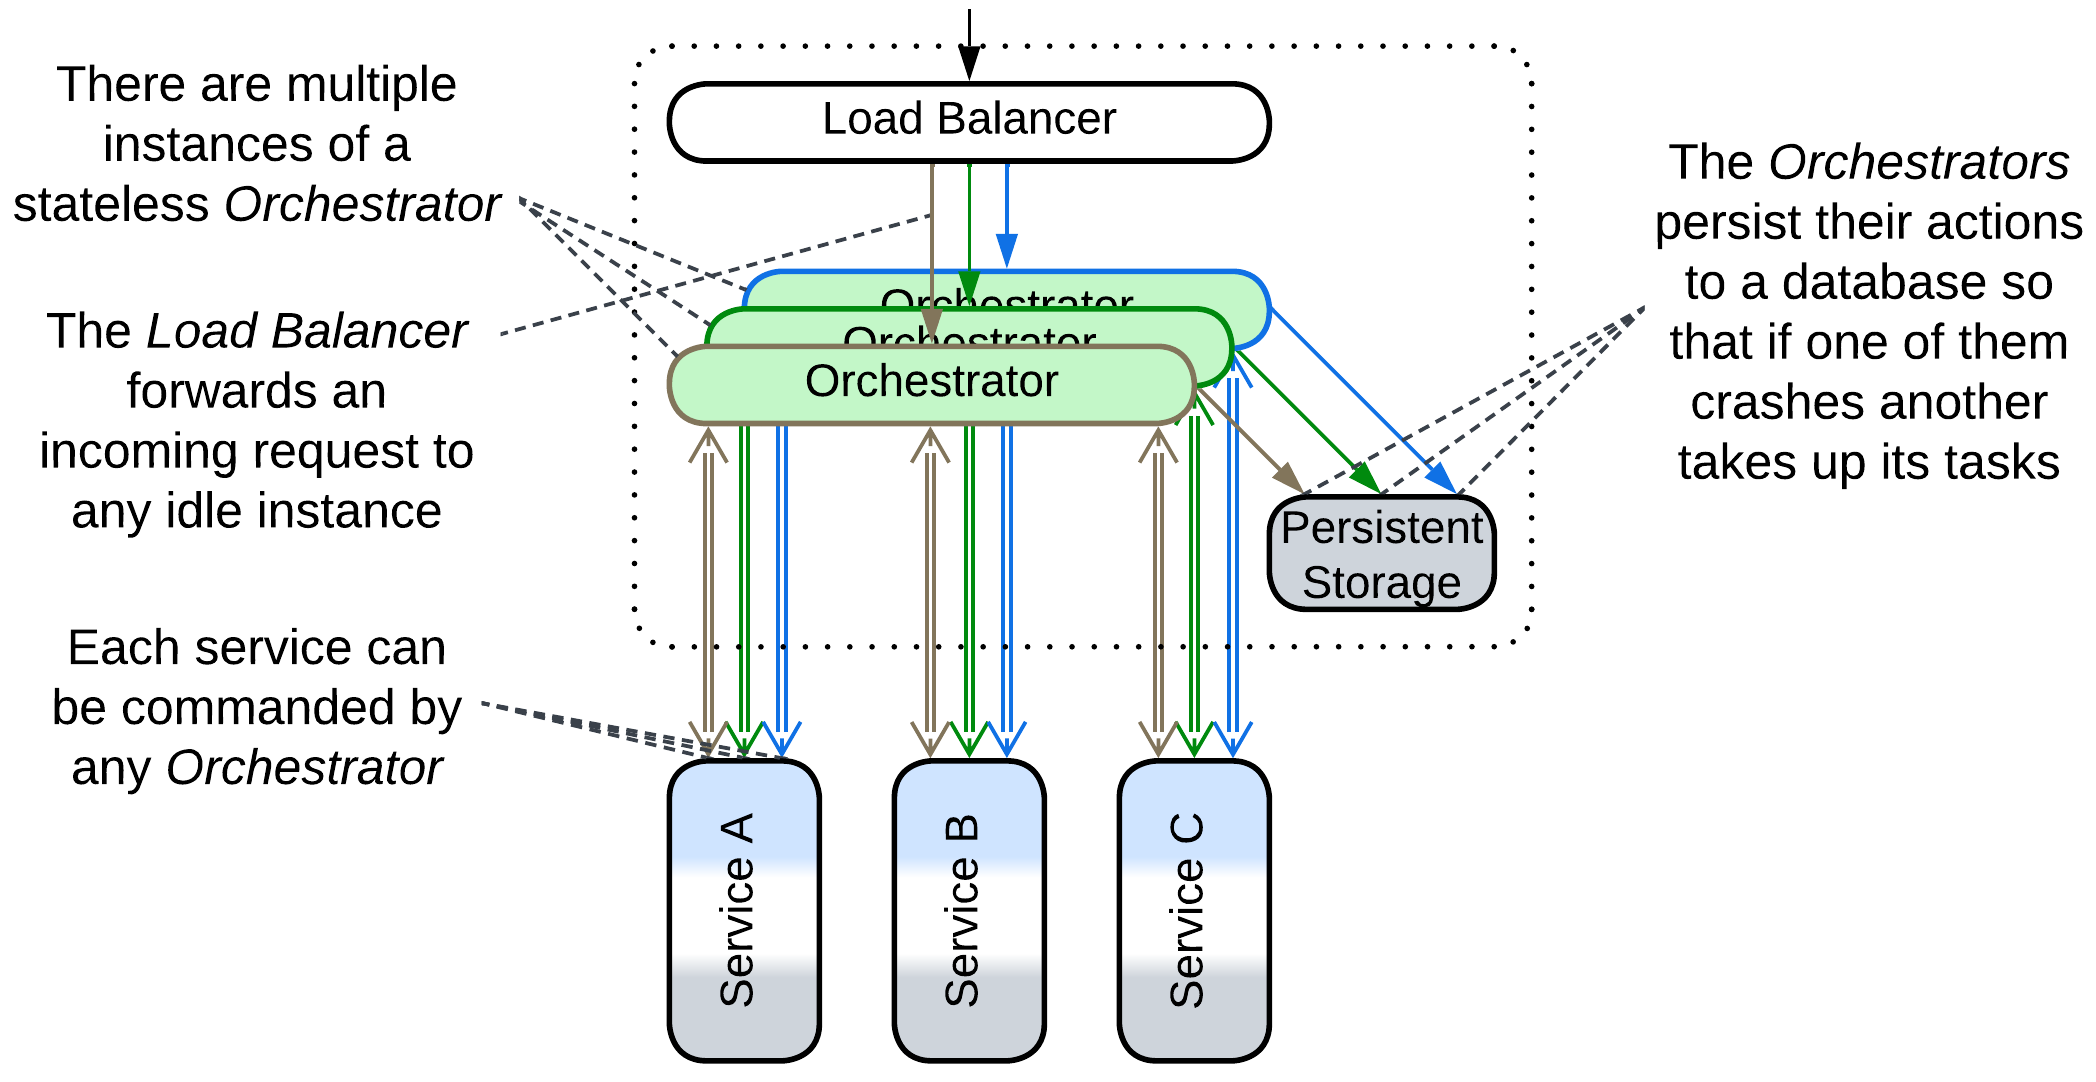 There are multiple
instances of a
stateless Orchestrator
The Load Balancer
forwards an
incoming request to
any idle instance
Each service can
be commanded by
any Orchestrator
Load Balancer
Orchestrator
Orchestrator
Orchestrator
Persistent
Storage
Service A
Service B
Service C
The Orchestrators
persist their actions
to a database so
that if one of them
crashes another
takes up its tasks